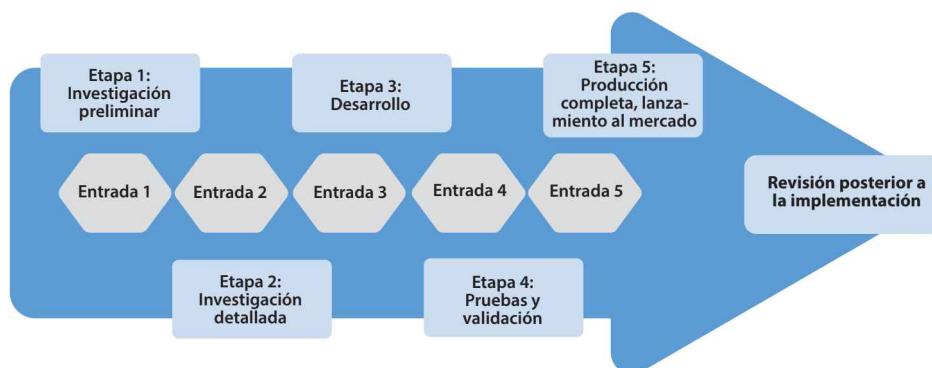 Etapa 1:
Investigación
preliminar
Etapa 3:
Desarrollo
Etapa 5:
Producción
completa, lanza-
miento al mercado
Entrada 1
Entrada 2
Entrada 3
Entrada 4
Entrada 5
Revisión posterior a
la implementación
Etapa 2:
Investigación
detallada
Etapa 4:
Pruebas y
validación